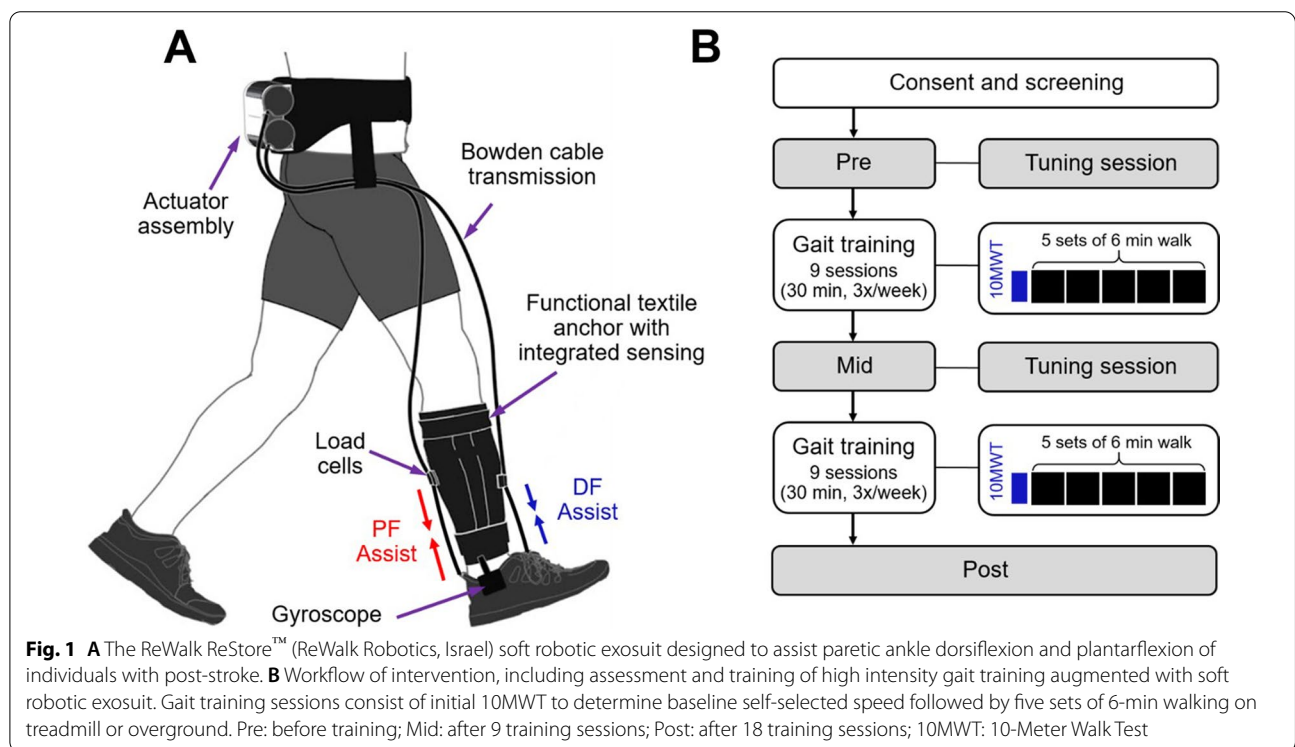 A
Actuator
assembly
Bowden cable
transmission
Functional textile
anchor with
integrated sensing
Load
cells
PF
Assist
DF
Assist
Gyroscope
B
Consent and screening
Pre
Tuning session
Gait training
9 sessions
(30 min, 3x/week)
10MWT
5 sets of 6 min walk
Mid
Tuning session
Gait training
9 sessions
(30 min, 3x/week)
10MWT
5 sets of 6 min walk
Post
Fig. 1 A The ReWalk ReStore™ (ReWalk Robotics, Israel) soft robotic exosuit designed to assist paretic ankle dorsiflexion and plantarflexion of
individuals with post-stroke. B Workflow of intervention, including assessment and training of high intensity gait training augmented with soft
robotic exosuit. Gait training sessions consist of initial 10MWT to determine baseline self-selected speed followed by five sets of 6-min walking on
treadmill or overground. Pre: before training; Mid: after 9 training sessions; Post: after 18 training sessions; 10MWT: 10-Meter Walk Test